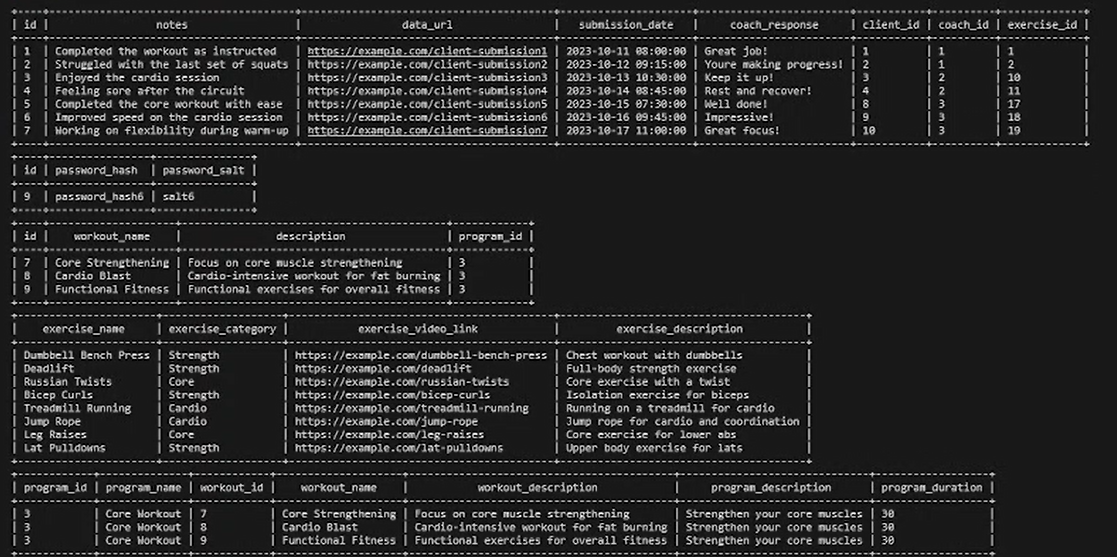 | id | notes | data_url | submission_date | coach_response | client_id | coach_id | exercise_id |
| 1 | Completed the workout as instructed | https://example.com/client-submission1 | 2023-10-11 08:00:00 | Great job! | 1 | 1 | 1 |
| 2 | Struggled with the last set of squats | https://example.com/client-submission2 | 2023-10-12 09:15:00 | Youre making progress! | 2 | 1 | 2 |
| 3 | Enjoyed the cardio session | https://example.com/client-submission3 | 2023-10-13 10:30:00 | Keep it up! | 3 | 2 | 10 |
| 4 | Feeling sore after the circuit | https://example.com/client-submission4 | 2023-10-14 08:45:00 | Rest and recover! | 4 | 2 | 11 |
| 5 | Completed the core workout with ease | https://example.com/client-submission5 | 2023-10-15 07:30:00 | Well done! | 8 | 3 | 17 |
| 6 | Improved speed on the cardio session | https://example.com/client-submission6 | 2023-10-16 09:45:00 | Impressive! | 9 | 3 | 18 |
| 7 | Working on flexibility during warm-up | https://example.com/client-submission7 | 2023-10-17 11:00:00 | Great focus! | 10 | 3 | 19 |
| id | password_hash | password_salt |
| 9 | password_hash6 | salt6 |
| id | workout_name | description | program_id |
| 7 | Core Strengthening | Focus on core muscle strengthening | 3 |
| 8 | Cardio Blast | Cardio-intensive workout for fat burning | 3 |
| 9 | Functional Fitness | Functional exercises for overall fitness | 3 |
| exercise_name | exercise_category | exercise_video_link | exercise_description |
| Dumbbell Bench Press | Strength | https://example.com/dumbbell-bench-press | Chest workout with dumbbells |
| Deadlift | Strength | https://example.com/deadlift | Full-body strength exercise |
| Russian Twists | Core | https://example.com/russian-twists | Core exercise with a twist |
| Bicep Curls | Strength | https://example.com/bicep-curls | Isolation exercise for biceps |
| Treadmill Running | Cardio | https://example.com/treadmill-running | Running on a treadmill for cardio |
| Jump Rope | Cardio | https://example.com/jump-rope | Jump rope for cardio and coordination |
| Leg Raises | Core | https://example.com/leg-raises | Core exercise for lower abs |
| Lat Pulldowns | Strength | https://example.com/lat-pulldowns | Upper body exercise for lats |
| program_id | program_name | workout_id | workout_name | workout_description | program_description | program_duration |
| 3 | Core Workout | 7 | Core Strengthening | Focus on core muscle strengthening | Strengthen your core muscles | 30 |
| 3 | Core Workout | 8 | Cardio Blast | Cardio-intensive workout for fat burning | Strengthen your core muscles | 30 |
| 3 | Core Workout | 9 | Functional Fitness | Functional exercises for overall fitness | Strengthen your core muscles | 30 |